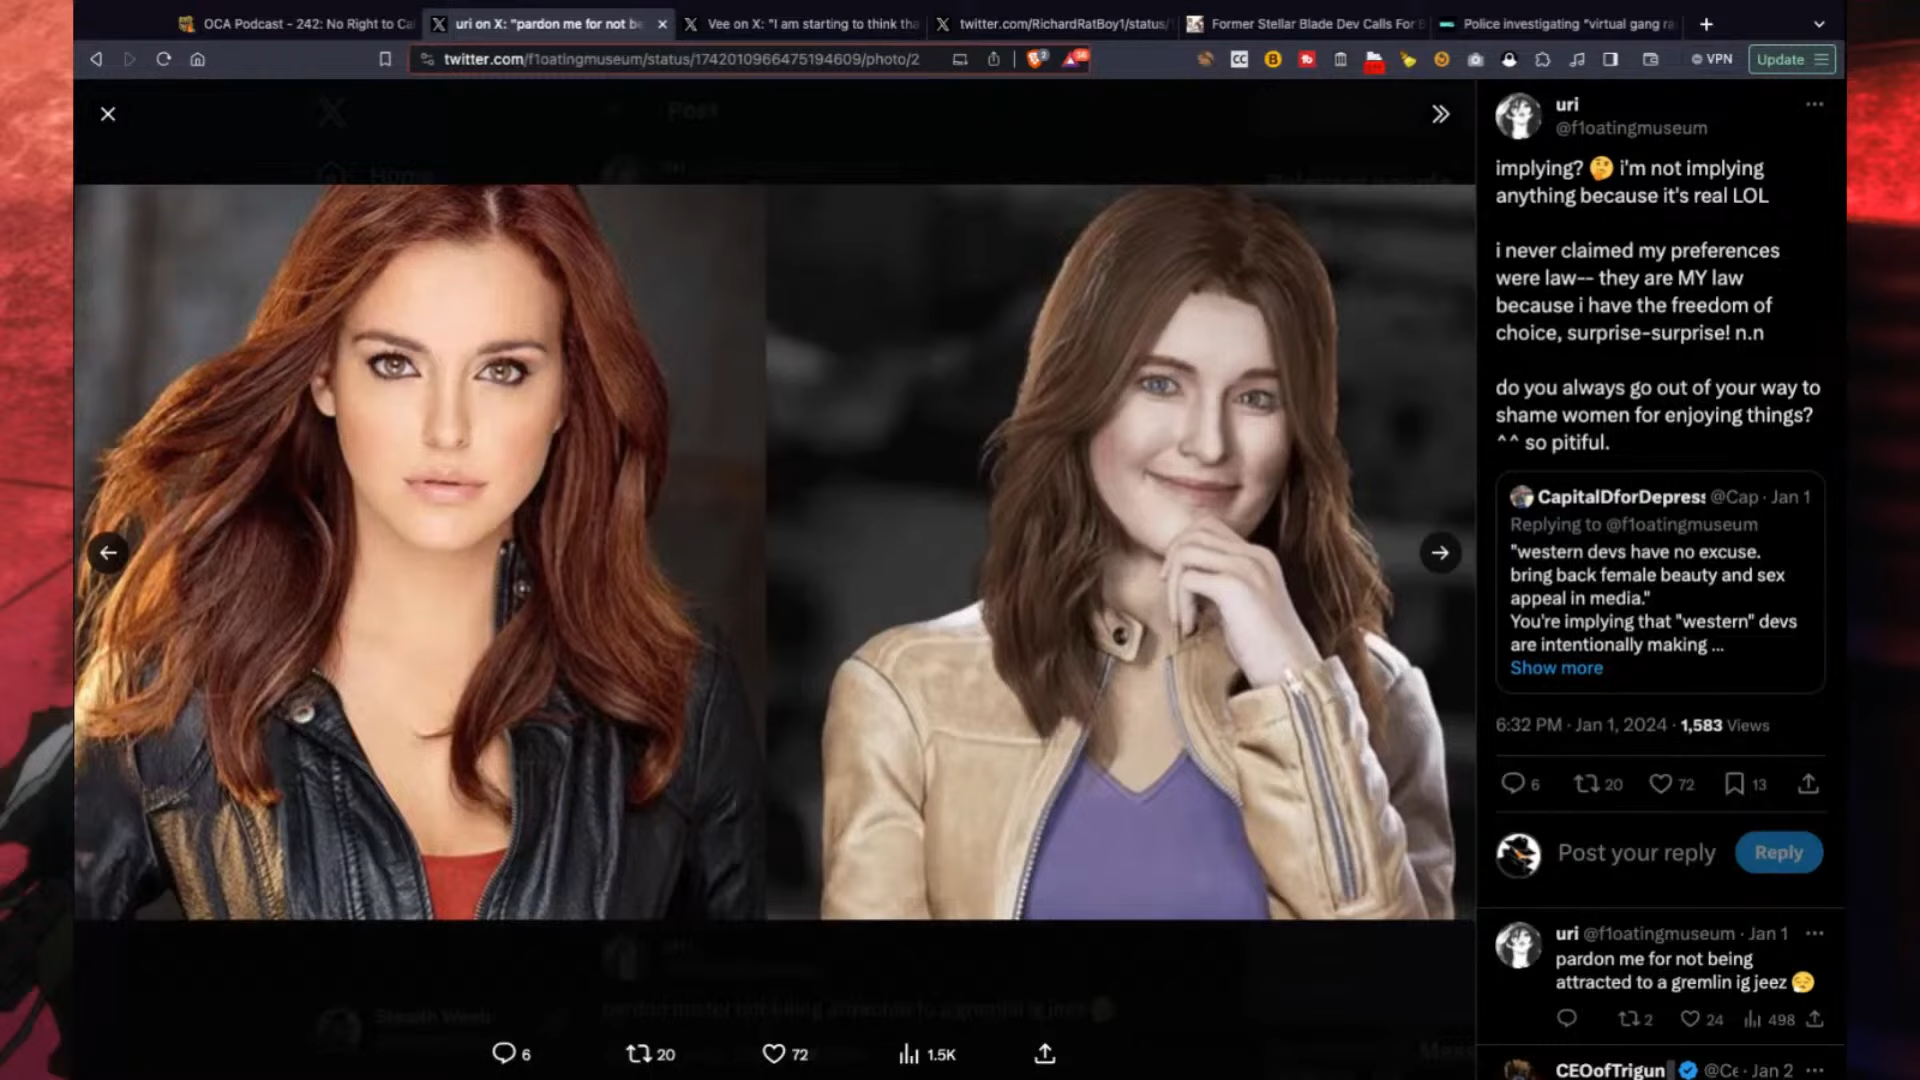 OCA Podcast - 242: No Right to Ca
uri on X: "pardon me for not be
Vee on X: "I am starting to think tha
twitter.com/RichardRatBoy1/status/
Former Stellar Blade Dev Calls For B
Police investigating "virtual gang ra
twitter.com/f1oatingmuseum/status/1742010966475194609/photo/2
VPN
Update
Post
Home
uri
@f1oatingmuseum
implying? 🤔 i'm not implying
anything because it's real LOL
i never claimed my preferences
were law-- they are MY law
because i have the freedom of
choice, surprise-surprise! n.n
do you always go out of your way to
shame women for enjoying things?
^^ so pitiful.
CapitalDforDepress @Cap · Jan 1
Replying to @f1oatingmuseum
"western devs have no excuse.
bring back female beauty and sex
appeal in media."
You're implying that "western" devs
are intentionally making ...
Show more
6:32 PM · Jan 1, 2024 · 1,583 Views
6 20 72 13
Post your reply
Reply
uri @f1oatingmuseum · Jan 1
pardon me for not being
attracted to a gremlin ig jeez 😮‍💨
2 24 498
CEOofTrigun @Ce · Jan 2
6 20 72 1.5K